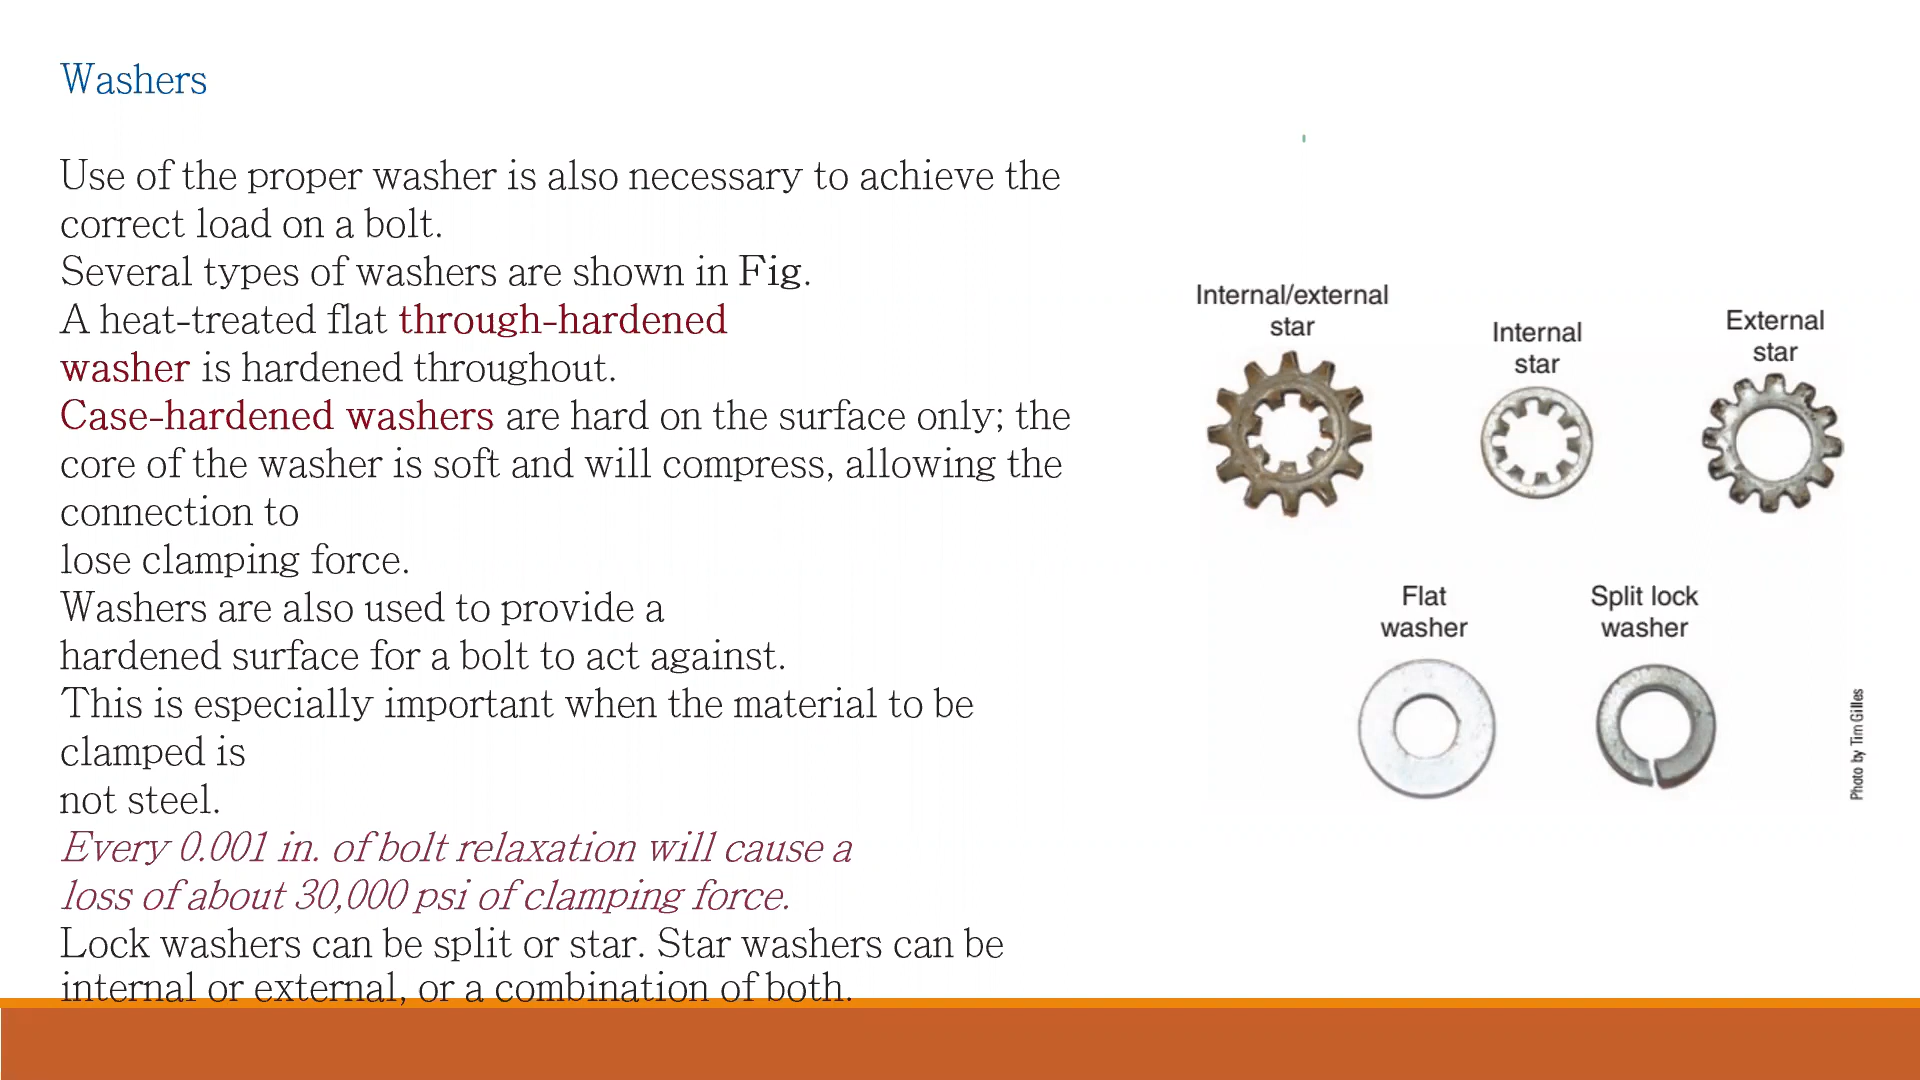 Washers
Use of the proper washer is also necessary to achieve the
correct load on a bolt.
Several types of washers are shown in Fig.
A heat-treated flat through-hardened
washer is hardened throughout.
Case-hardened washers are hard on the surface only; the
core of the washer is soft and will compress, allowing the
connection to
lose clamping force.
Washers are also used to provide a
hardened surface for a bolt to act against.
This is especially important when the material to be
clamped is
not steel.
Every 0.001 in. of bolt relaxation will cause a
loss of about 30,000 psi of clamping force.
Lock washers can be split or star. Star washers can be
internal or external, or a combination of both.
Internal/external
star
Internal
star
External
star
Flat
washer
Split lock
washer
Photo by Tim Gilles